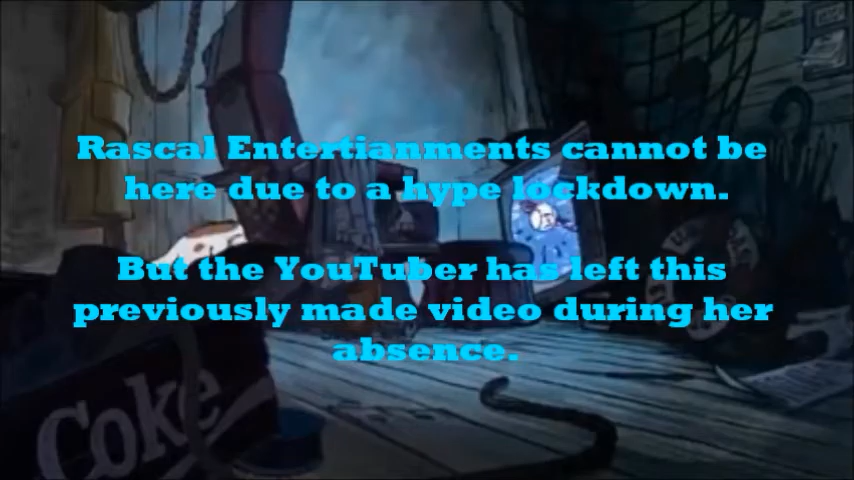 Rascal Entertianments cannot be
here due to a hype lockdown.
But the YouTuber has left this
previously made video during her
absence.
Coke